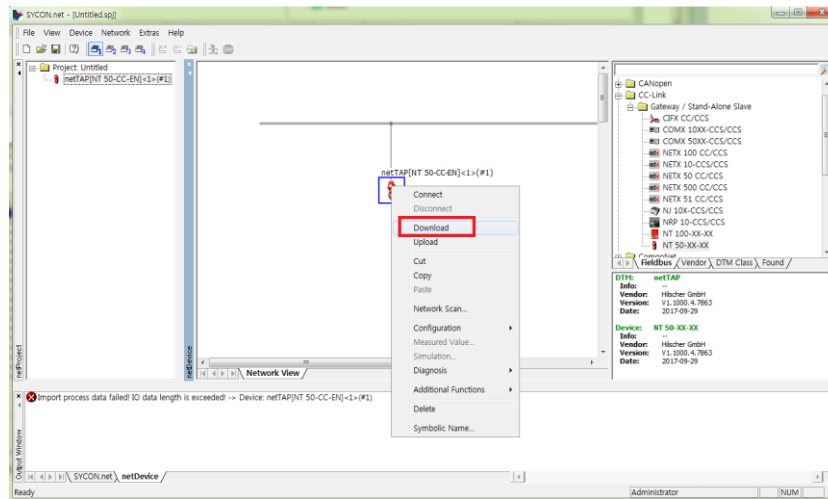 SYCON.net - [Untitled.spj]
File View Device Network Extras Help
Project: Untitled
netTAP[NT 50-CC-EN]<1>(#1)
netProject
netDevice
netTAP[NT 50-CC-EN]<1>(#1)
Connect
Disconnect
Download
Upload
Cut
Copy
Paste
Network Scan...
Configuration
Measured Value...
Simulation...
Diagnosis
Additional Functions
Delete
Symbolic Name...
Network View
CANopen
CC-Link
Gateway / Stand-Alone Slave
CIFX CC/CCS
COMX 10XX-CCS/CCS
COMX 50XX-CCS/CCS
NETX 100 CC/CCS
NETX 10-CCS/CCS
NETX 50 CC/CCS
NETX 500 CC/CCS
NETX 51 CC/CCS
NJ 10X-CCS/CCS
NRP 10-CCS/CCS
NT 100-XX-XX
NT 50-XX-XX
CompoNet
Fieldbus Vendor DTM Class Found
DTM: netTAP
Info: --
Vendor: Hilscher GmbH
Version: V1.1000.4.7863
Date: 2017-09-29
Device: NT 50-XX-XX
Info: --
Vendor: Hilscher GmbH
Version: V1.1000.4.7863
Date: 2017-09-29
Import process data failed! IO data length is exceeded! -> Device: netTAP[NT 50-CC-EN]<1>(#1)
Output Window
SYCON.net netDevice
Ready
Administrator
NUM